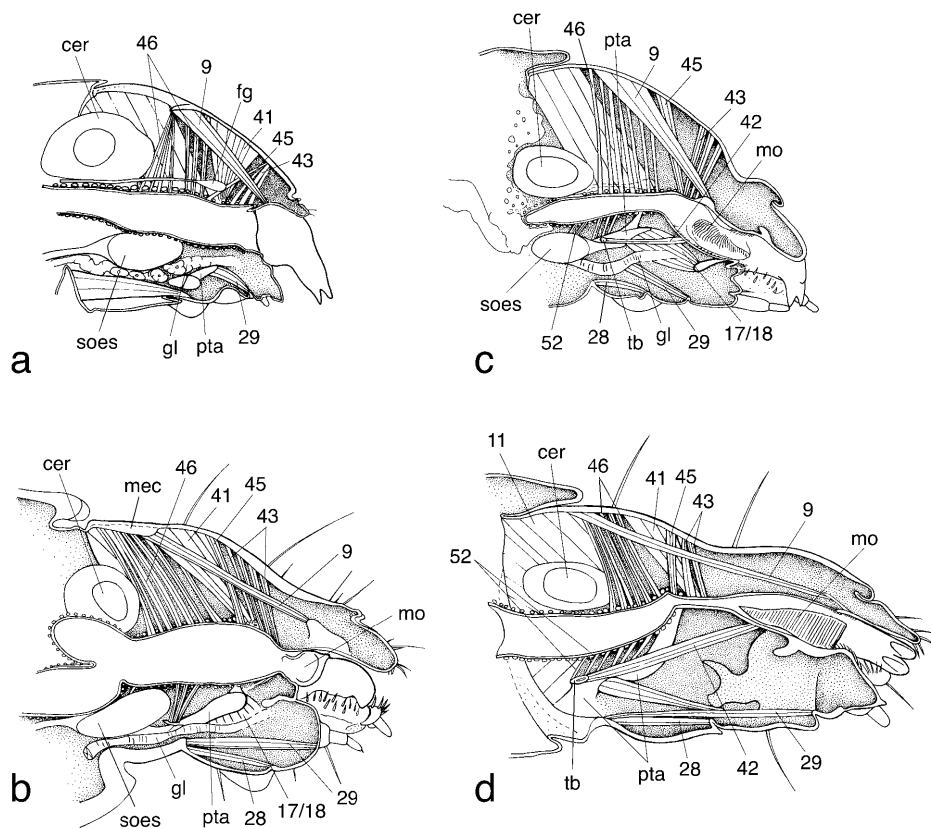 cer
46
9
fg
41
45
43
soes
gl
pta
29
a
cer
46
pta
9
45
43
42
mo
soes
52
28
tb
gl
29
17/18
c
cer
mec
46
41
45
43
9
mo
soes
gl
pta
28
17/18
29
b
11
cer
46
41
45
43
9
mo
52
tb
pta
28
42
29
d